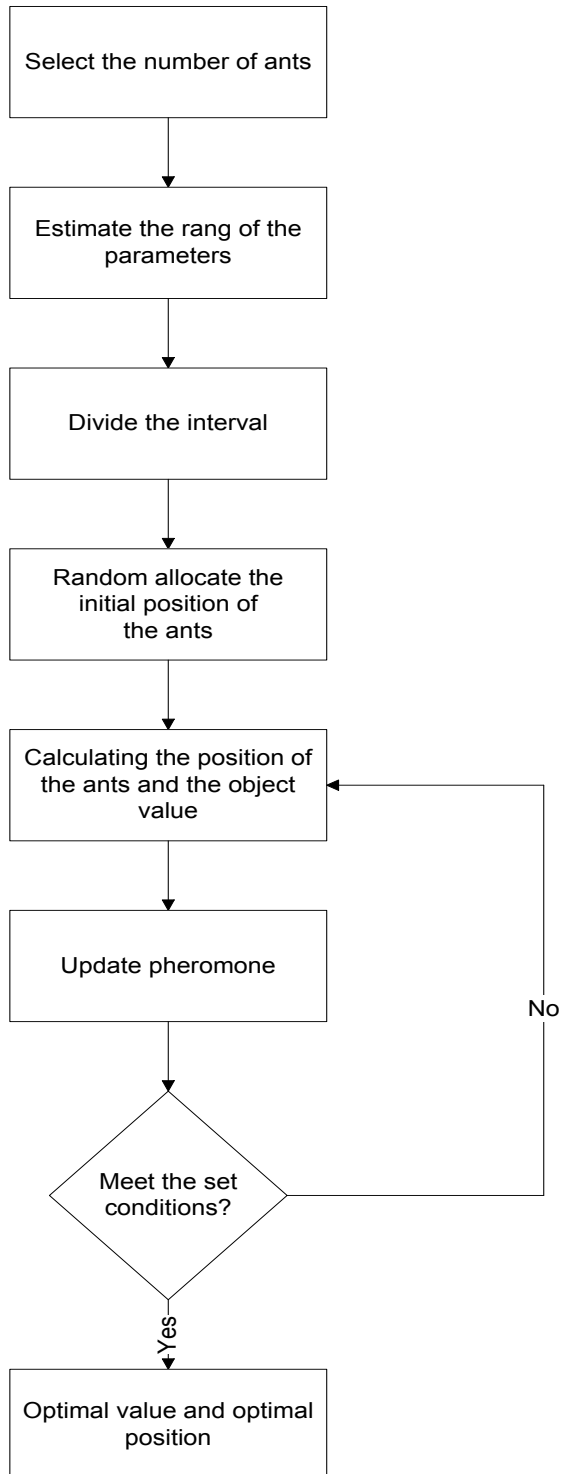 Select the number of ants
Estimate the rang of the
parameters
Divide the interval
Random allocate the
initial position of
the ants
Calculating the position of
the ants and the object
value
Update pheromone
No
Meet the set
conditions?
Yes
Optimal value and optimal
position